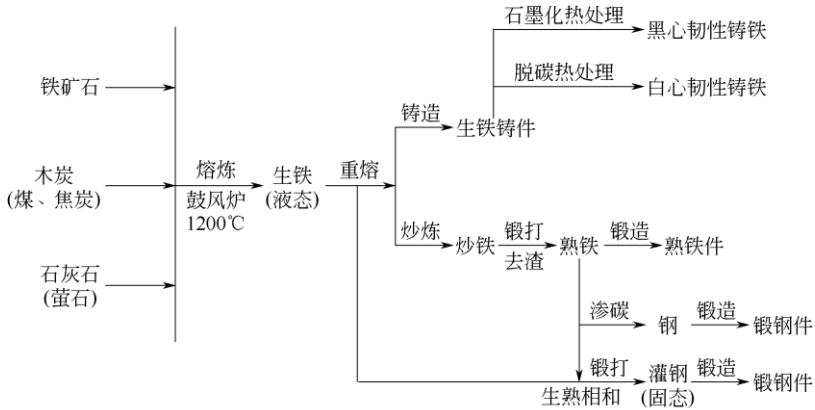 石墨化热处理
黑心韧性铸铁
铁矿石
脱碳热处理
白心韧性铸铁
铸造
生铁铸件
木炭
(煤、焦炭)
熔炼
鼓风炉
1200℃
生铁
(液态)
重熔
炒炼
炒铁
锻打
去渣
熟铁
锻造
熟铁件
石灰石
(萤石)
渗碳
钢
锻造
锻钢件
锻打
生熟相和
灌钢
(固态)
锻造
锻钢件